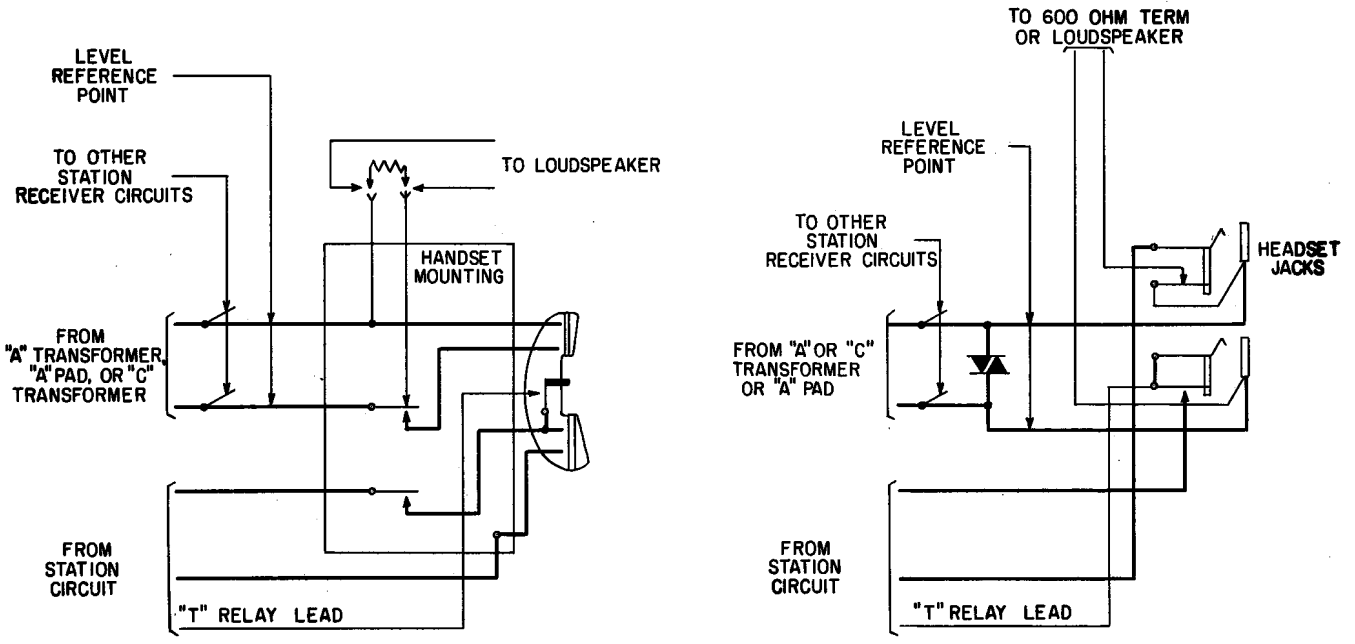 LEVEL
REFERENCE
POINT
TO OTHER
STATION
RECEIVER CIRCUITS
TO LOUDSPEAKER
HANDSET
MOUNTING
FROM
"A" TRANSFORMER,
"A" PAD, OR "C"
TRANSFORMER
FROM
STATION
CIRCUIT
"T" RELAY LEAD
TO 600 OHM TERM
OR LOUDSPEAKER
LEVEL
REFERENCE
POINT
TO OTHER
STATION
RECEIVER CIRCUITS
HEADSET
JACKS
FROM "A" OR "C"
TRANSFORMER
OR "A" PAD
FROM
STATION
CIRCUIT
"T" RELAY LEAD